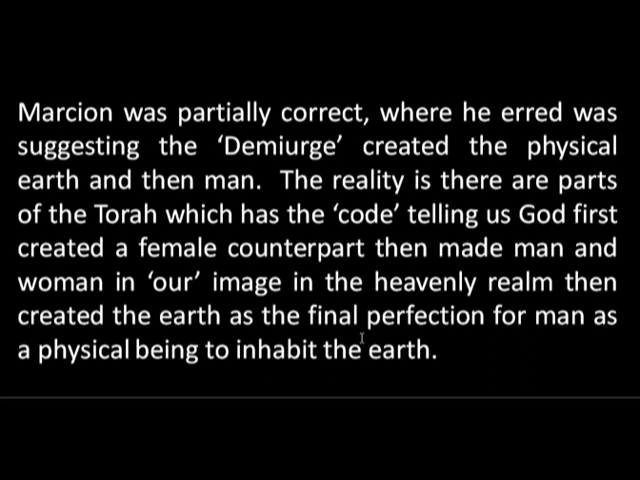 Marcion was partially correct, where he erred was
suggesting the ‘Demiurge’ created the physical
earth and then man.  The reality is there are parts
of the Torah which has the ‘code’ telling us God first
created a female counterpart then made man and
woman in ‘our’ image in the heavenly realm then
created the earth as the final perfection for man as
a physical being to inhabit the earth.